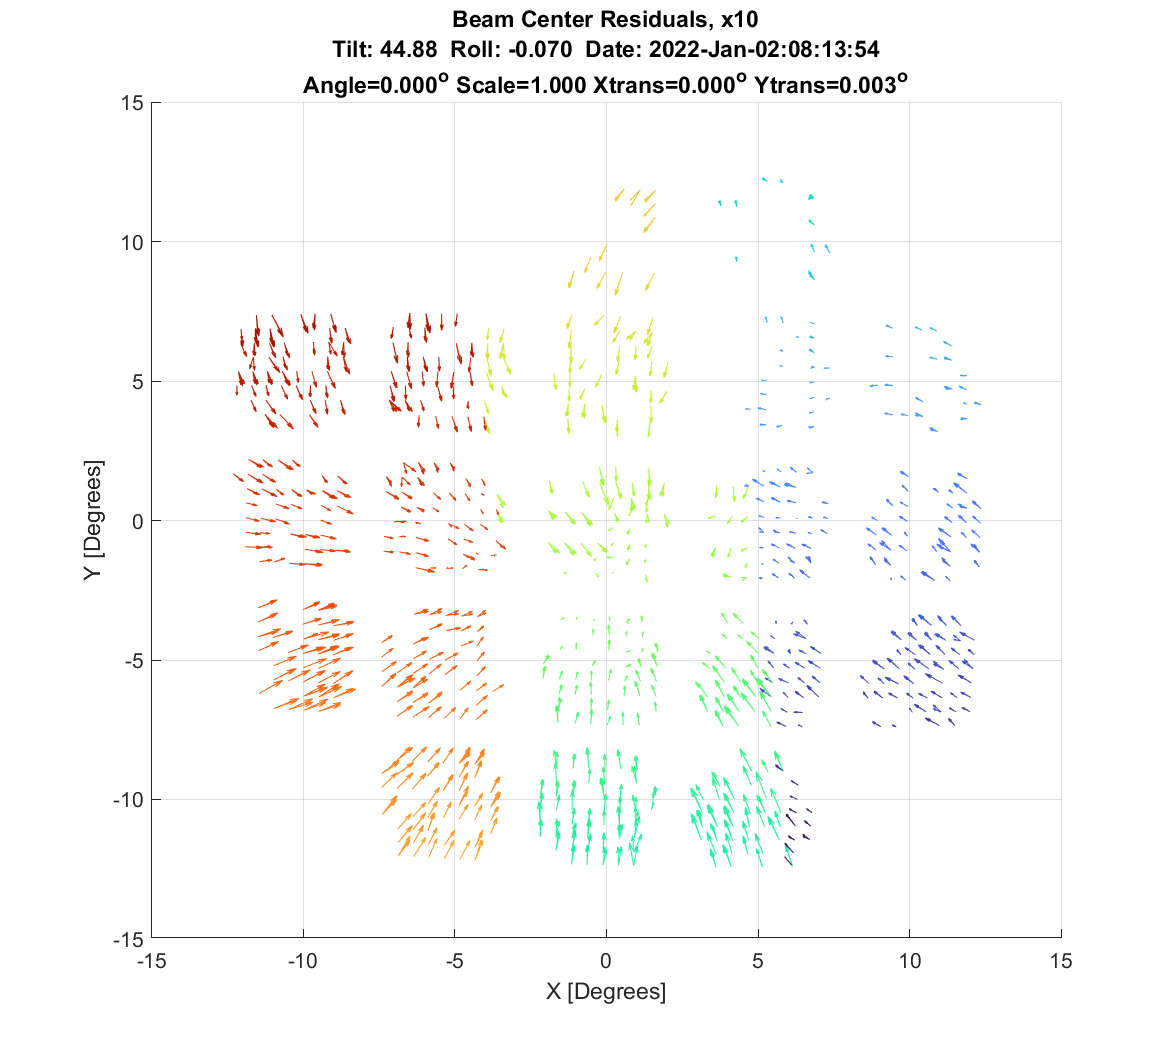 Beam Center Residuals, x10
Tilt: 44.88 Roll: -0.070 Date: 2022-Jan-02:08:13:54
Angle=0.000° Scale=1.000 Xtrans=0.000° Ytrans=0.003°
15
10
5
0
-5
-10
-15
Y [Degrees]
-15 -10 -5 0 5 10 15
X [Degrees]